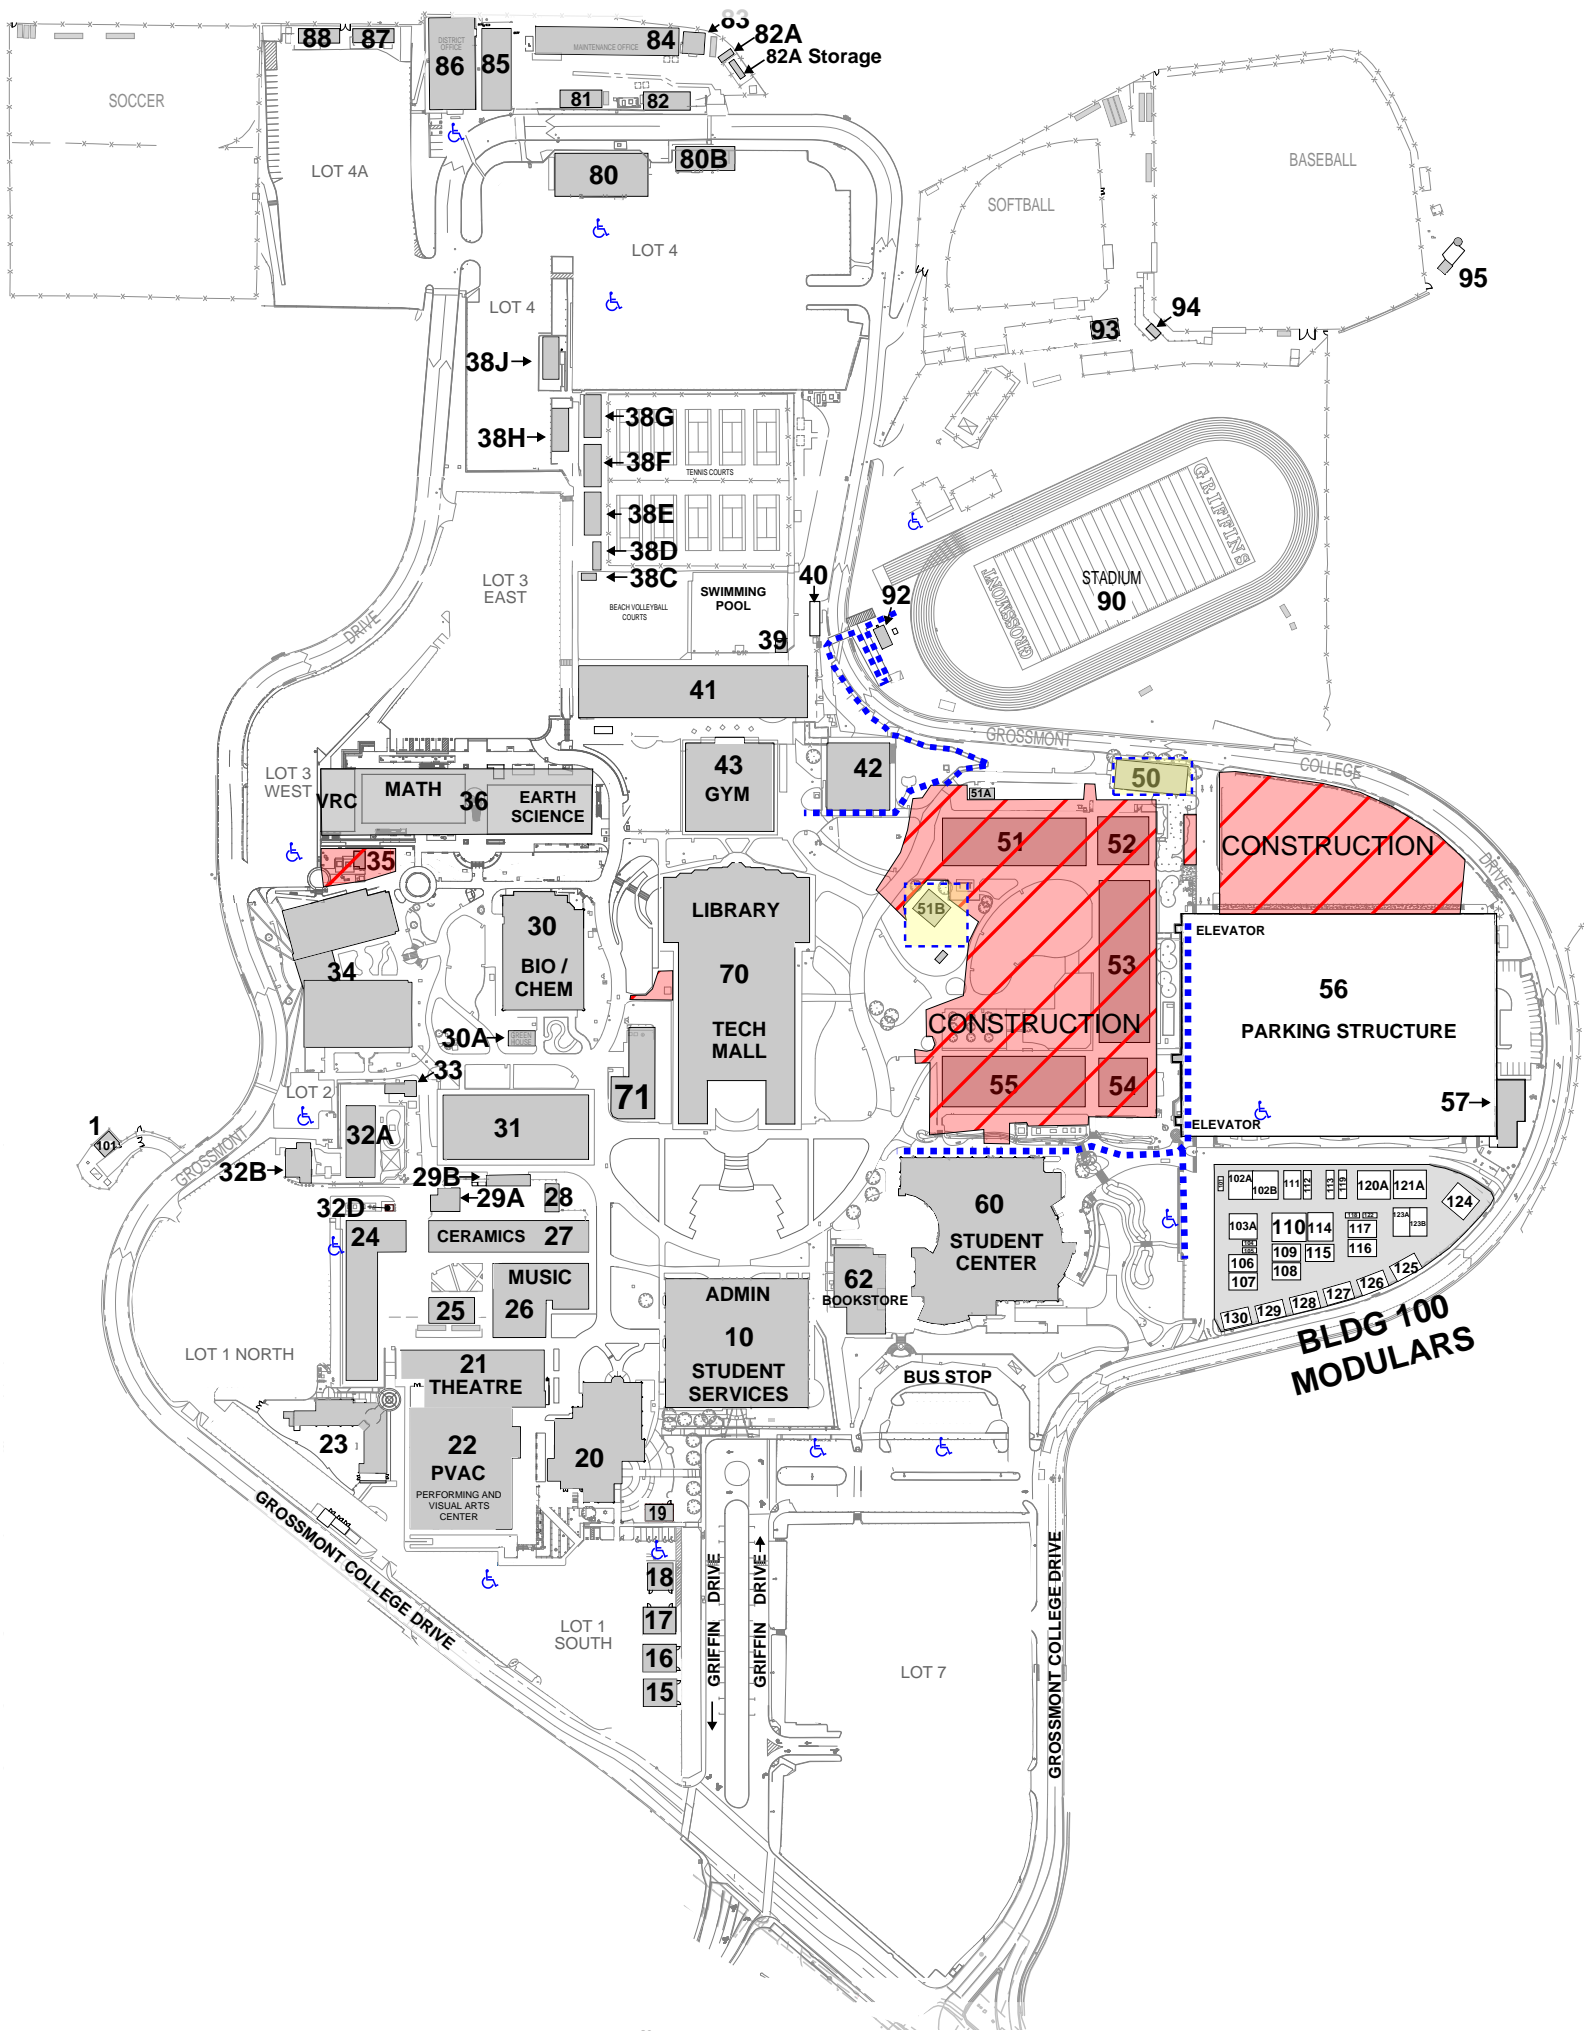 83
88
87
DISTRICT
OFFICE
86
85
MAINTENANCE OFFICE
84
82A
82A Storage
SOCCER
81
82
LOT 4A
80
80B
BASEBALL
SOFTBALL
LOT 4
LOT 4
95
94
93
38J
38G
38H
38F
TENNIS COURTS
38E
38D
38C
GRIFFINS
STADIUM
90
GROSSMONT
LOT 3
EAST
BEACH VOLLEYBALL
COURTS
SWIMMING
POOL
40
92
39
DRIVE
41
GROSSMONT
COLLEGE
DRIVE
LOT 3
WEST
VRC
MATH
36
EARTH
SCIENCE
43
GYM
42
50
51A
51
52
CONSTRUCTION
35
51B
LIBRARY
70
TECH
MALL
30
BIO /
CHEM
34
53
ELEVATOR
56
PARKING STRUCTURE
CONSTRUCTION
30A
GREEN
HOUSE
33
71
55
54
57
ELEVATOR
LOT 2
1
101
GROSSMONT
32A
31
32B
29B
29A
28
32D
24
CERAMICS
27
60
STUDENT
CENTER
102A
102B
111
112
113
119
120A
121A
124
103A
110
114
117
123A
123B
109
115
116
106
108
107
125
126
127
128
129
130
BLDG 100
MODULARS
MUSIC
26
25
ADMIN
10
STUDENT
SERVICES
62
BOOKSTORE
LOT 1 NORTH
21
THEATRE
BUS STOP
23
22
PVAC
PERFORMING AND
VISUAL ARTS
CENTER
20
19
18
17
16
15
LOT 1
SOUTH
GROSSMONT COLLEGE DRIVE
GRIFFIN DRIVE
GRIFFIN DRIVE
LOT 7
GROSSMONT COLLEGE DRIVE